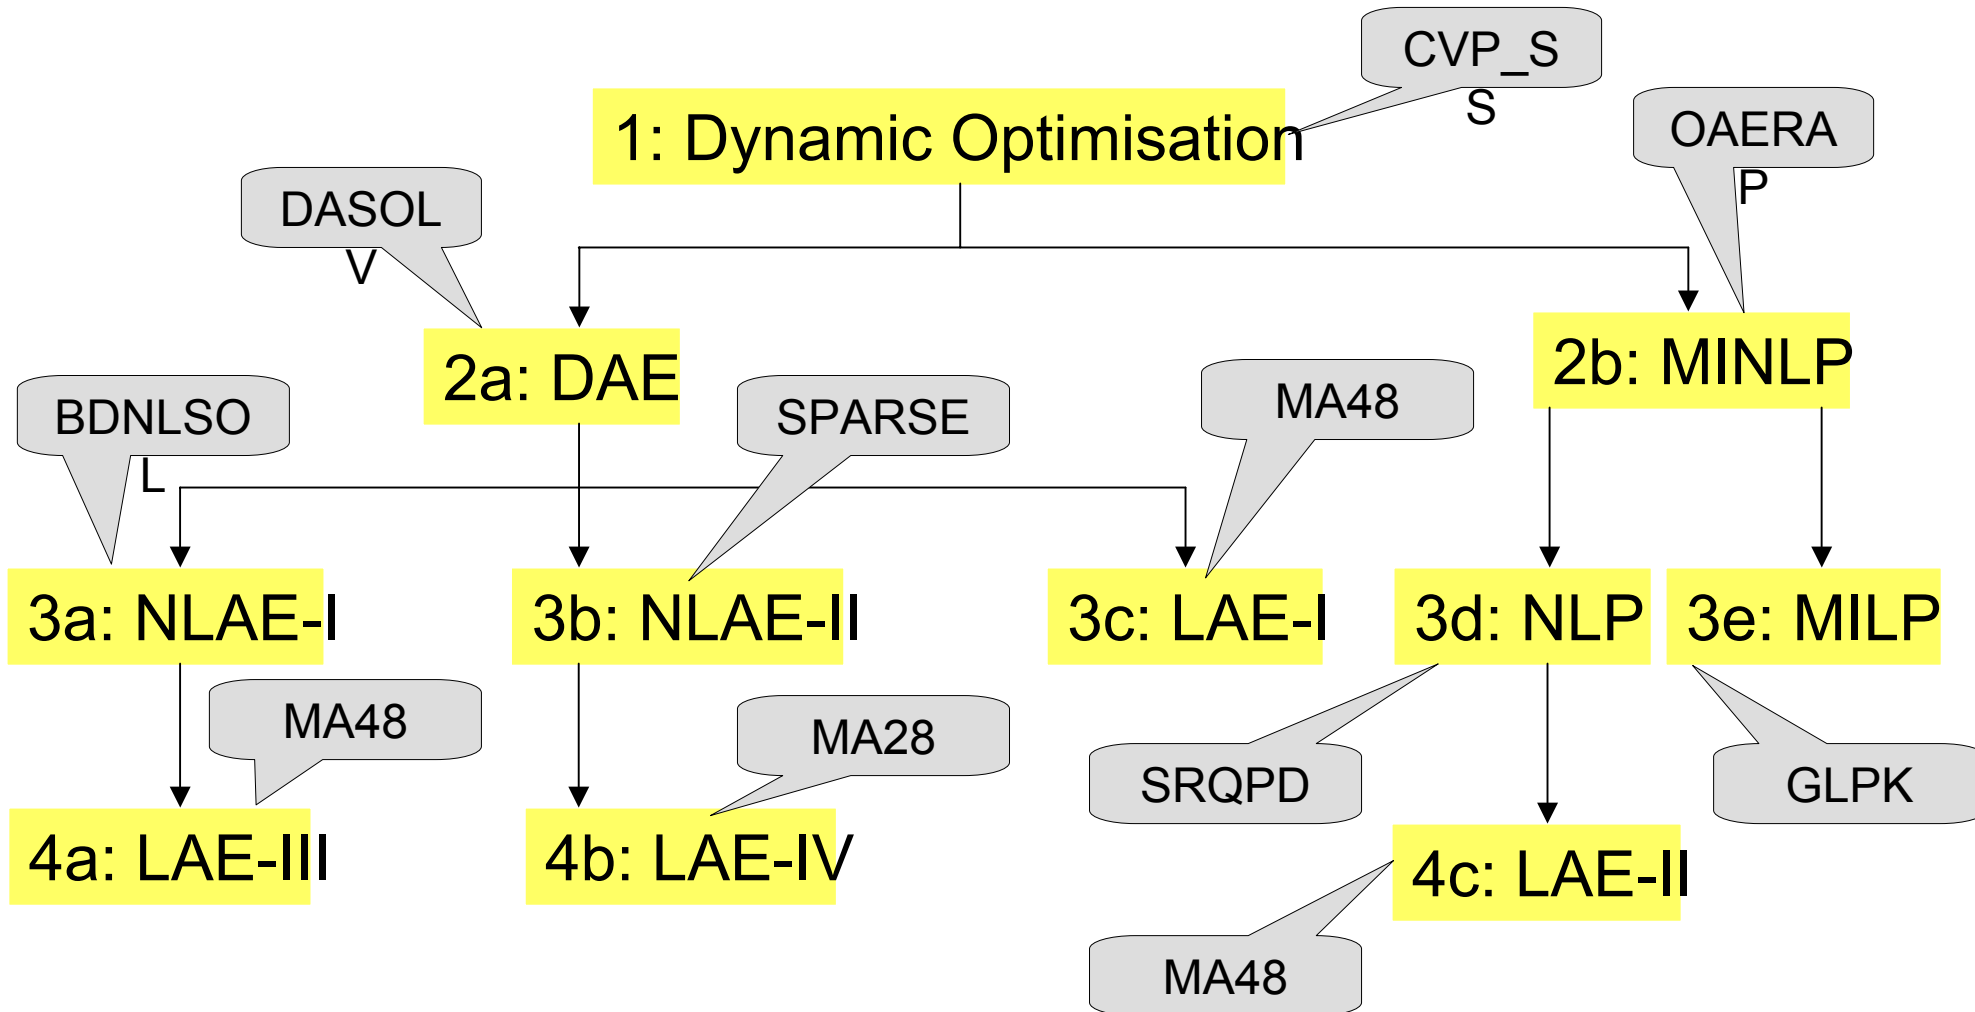 CVP_S
S
1: Dynamic Optimisation
OAERA
P
DASOL
V
2a: DAE
2b: MINLP
BDNLSO
L
SPARSE
MA48
3a: NLAE-I
3b: NLAE-II
3c: LAE-I
3d: NLP
3e: MILP
MA48
MA28
SRQPD
GLPK
4a: LAE-III
4b: LAE-IV
4c: LAE-II
MA48